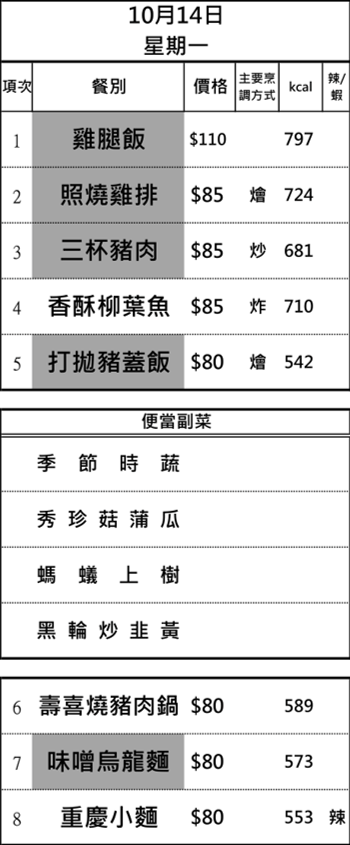 10月14日
星期一
項次 餐別 價格 主要烹調方式 kcal 辣/蝦
1 雞腿飯 $110 797
2 照燒雞排 $85 燴 724
3 三杯豬肉 $85 炒 681
4 香酥柳葉魚 $85 炸 710
5 打拋豬蓋飯 $80 燴 542
便當副菜
季節時蔬
秀珍菇蒲瓜
螞蟻上樹
黑輪炒韭黃
6 壽喜燒豬肉鍋 $80 589
7 味噌烏龍麵 $80 573
8 重慶小麵 $80 553 辣